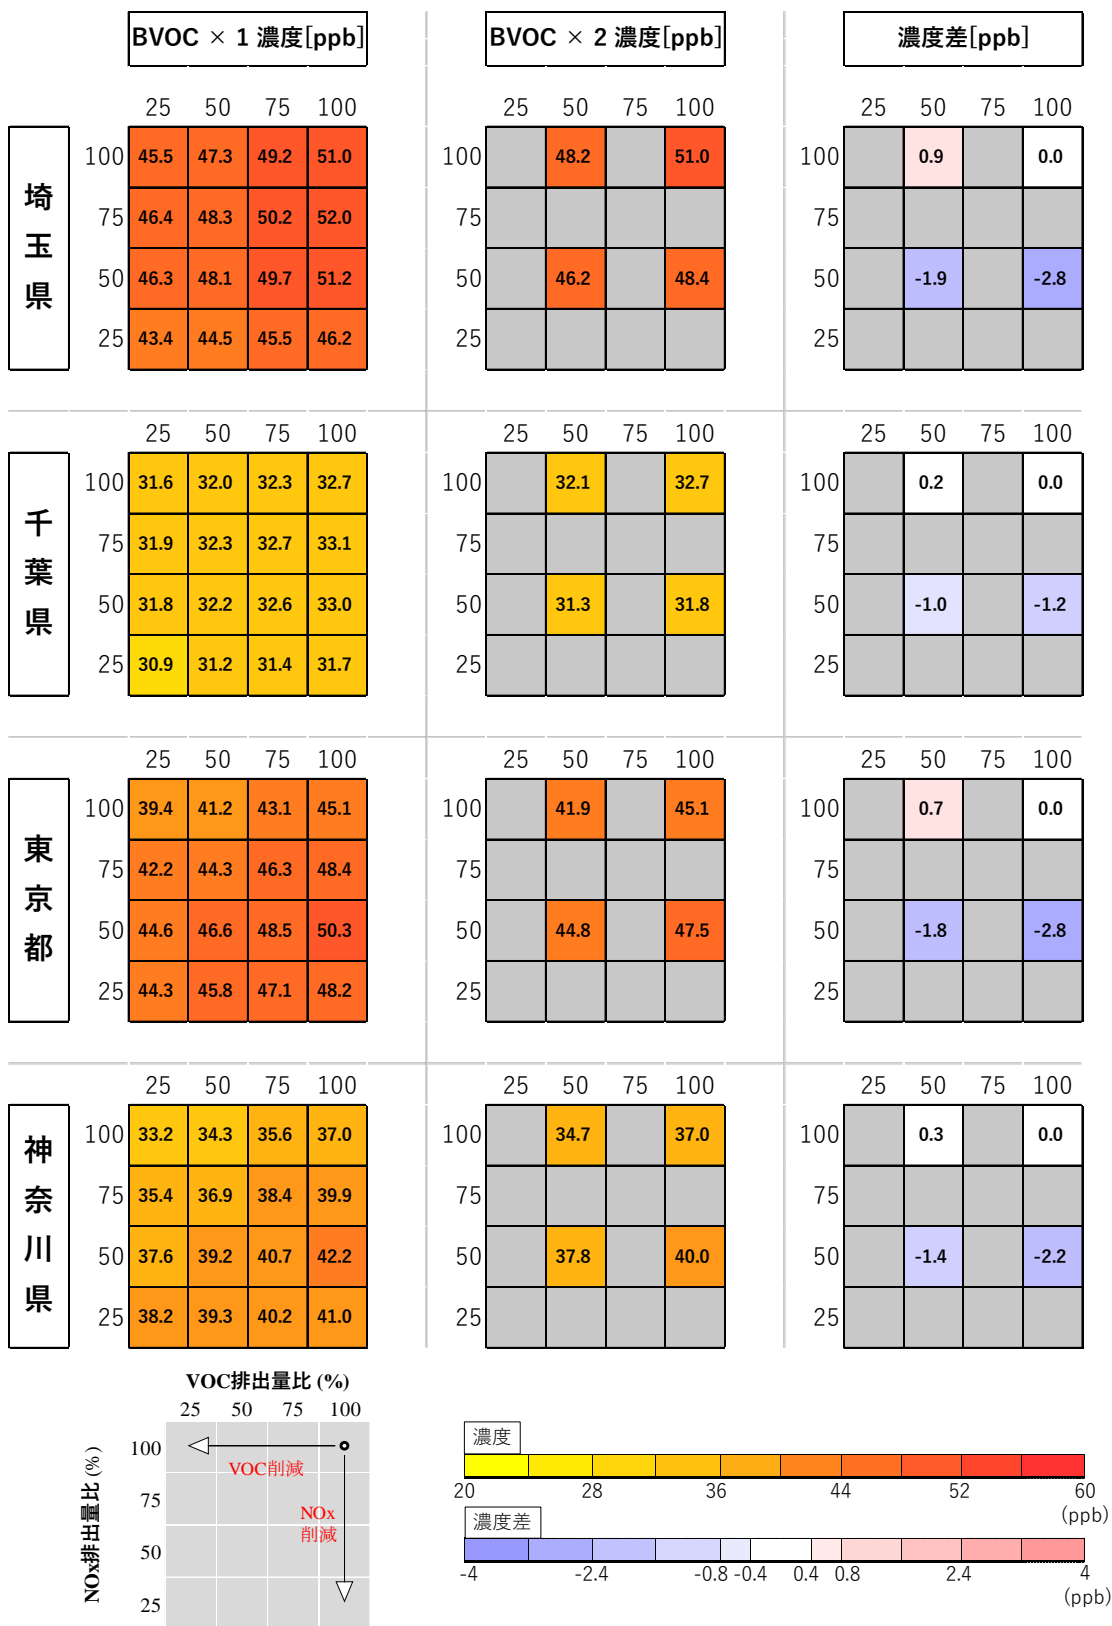 BVOC × 1 濃度[ppb] BVOC × 2 濃度[ppb] 濃度差[ppb]
25 50 75 100 25 50 75 100 25 50 75 100
埼玉県
100 45.5 47.3 49.2 51.0 100 48.2 51.0 100 0.9 0.0
75 46.4 48.3 50.2 52.0 75 75
50 46.3 48.1 49.7 51.2 50 46.2 48.4 50 -1.9 -2.8
25 43.4 44.5 45.5 46.2 25 25
25 50 75 100 25 50 75 100 25 50 75 100
千葉県
100 31.6 32.0 32.3 32.7 100 32.1 32.7 100 0.2 0.0
75 31.9 32.3 32.7 33.1 75 75
50 31.8 32.2 32.6 33.0 50 31.3 31.8 50 -1.0 -1.2
25 30.9 31.2 31.4 31.7 25 25
25 50 75 100 25 50 75 100 25 50 75 100
東京都
100 39.4 41.2 43.1 45.1 100 41.9 45.1 100 0.7 0.0
75 42.2 44.3 46.3 48.4 75 75
50 44.6 46.6 48.5 50.3 50 44.8 47.5 50 -1.8 -2.8
25 44.3 45.8 47.1 48.2 25 25
25 50 75 100 25 50 75 100 25 50 75 100
神奈川県
100 33.2 34.3 35.6 37.0 100 34.7 37.0 100 0.3 0.0
75 35.4 36.9 38.4 39.9 75 75
50 37.6 39.2 40.7 42.2 50 37.8 40.0 50 -1.4 -2.2
25 38.2 39.3 40.2 41.0 25 25
VOC排出量比 (%)
25 50 75 100
NOx排出量比 (%)
100
75
50
25
VOC削減
NOx
削減
濃度
20 28 36 44 52 60
(ppb)
濃度差
-4 -2.4 -0.8 -0.4 0.4 0.8 2.4 4
(ppb)